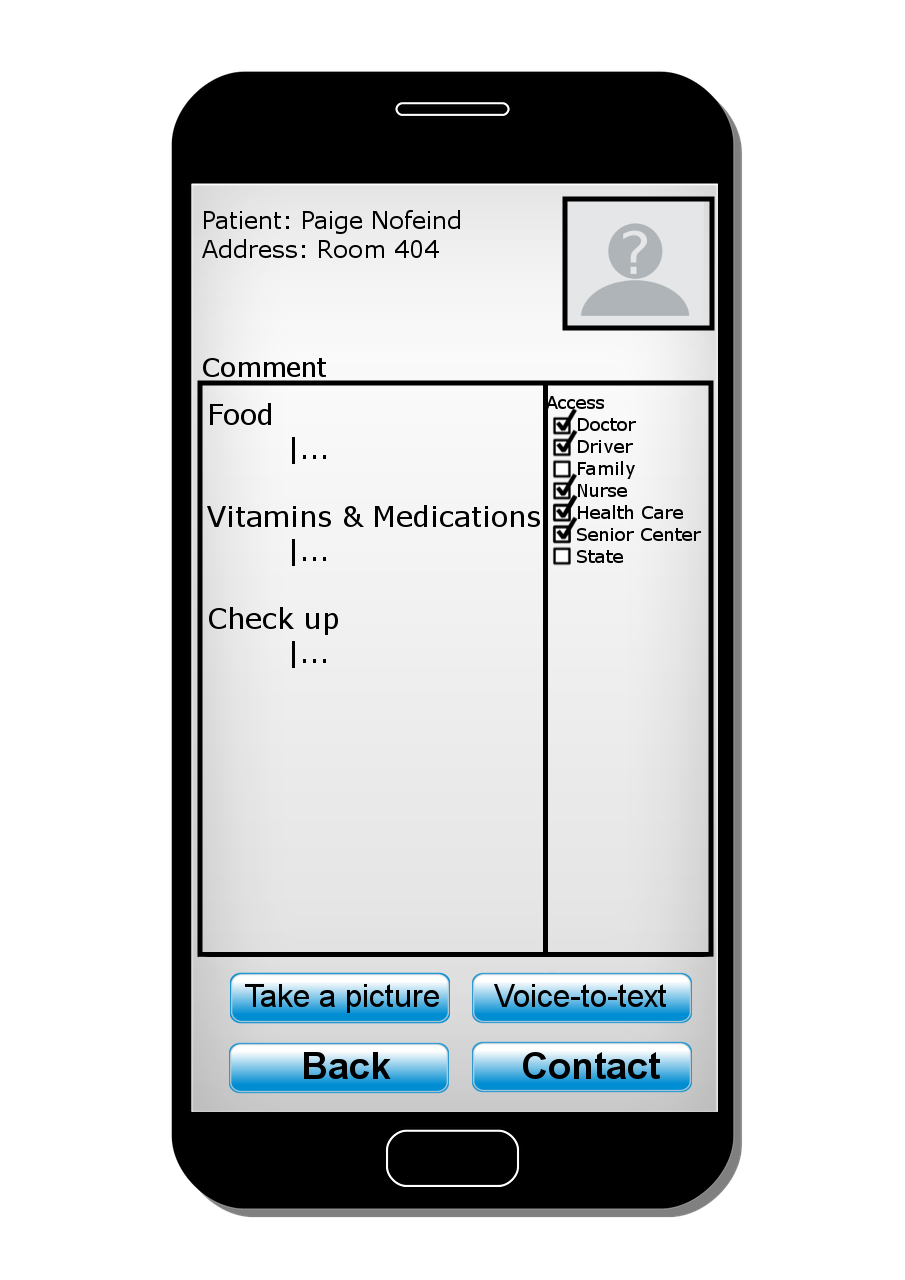 Patient: Paige Nofeind
Address: Room 404
?
Comment
Food
|...
Vitamins & Medications
|...
Check up
|...
Access
Doctor
Driver
Family
Nurse
Health Care
Senior Center
State
Take a picture
Voice-to-text
Back
Contact